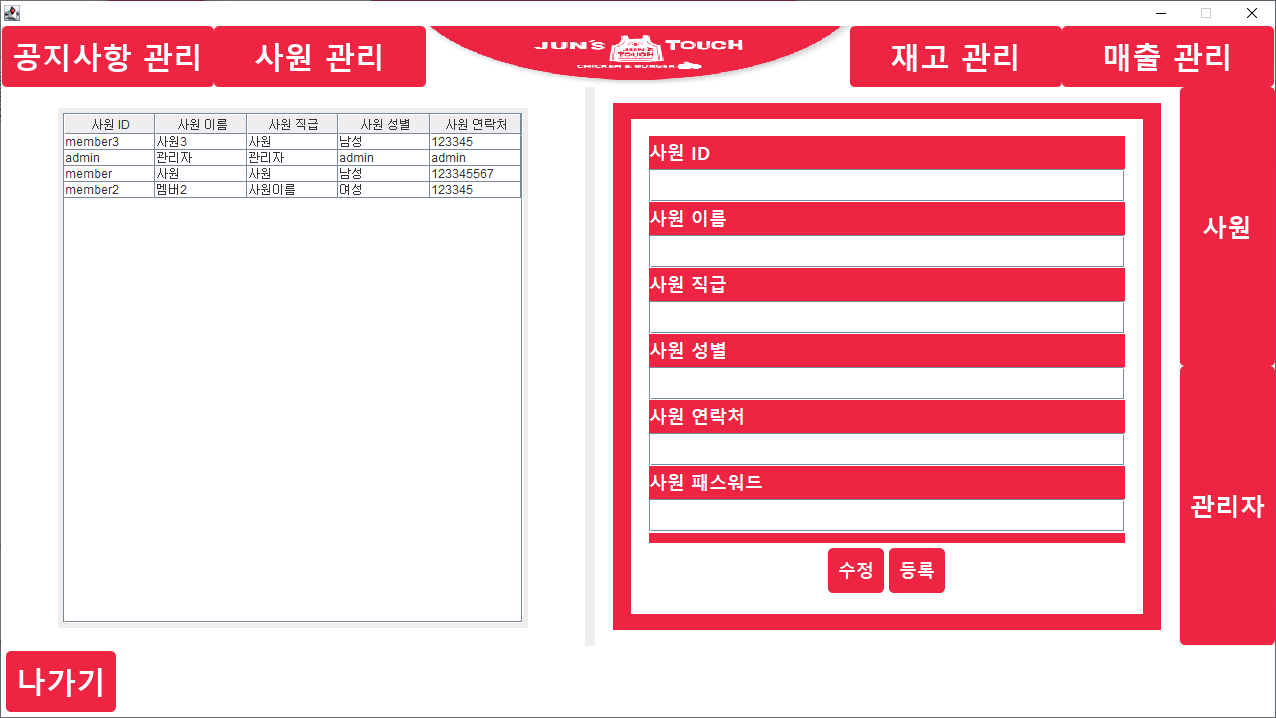 공지사항 관리 사원 관리 JUN'S TOUCH 재고 관리 매출 관리
JUN'S
TOUCH
CHICKEN & BURGER
사원 ID 사원 이름 사원 직급 사원 성별 사원 연락처
member3 사원3 사원 남성 123345
admin 관리자 관리자 admin admin
member 사원 사원 남성 123345567
member2 멤버2 사원이름 여성 123345
사원 ID
사원 이름
사원 직급
사원 성별
사원 연락처
사원 패스워드
수정 등록
사원
관리자
나가기